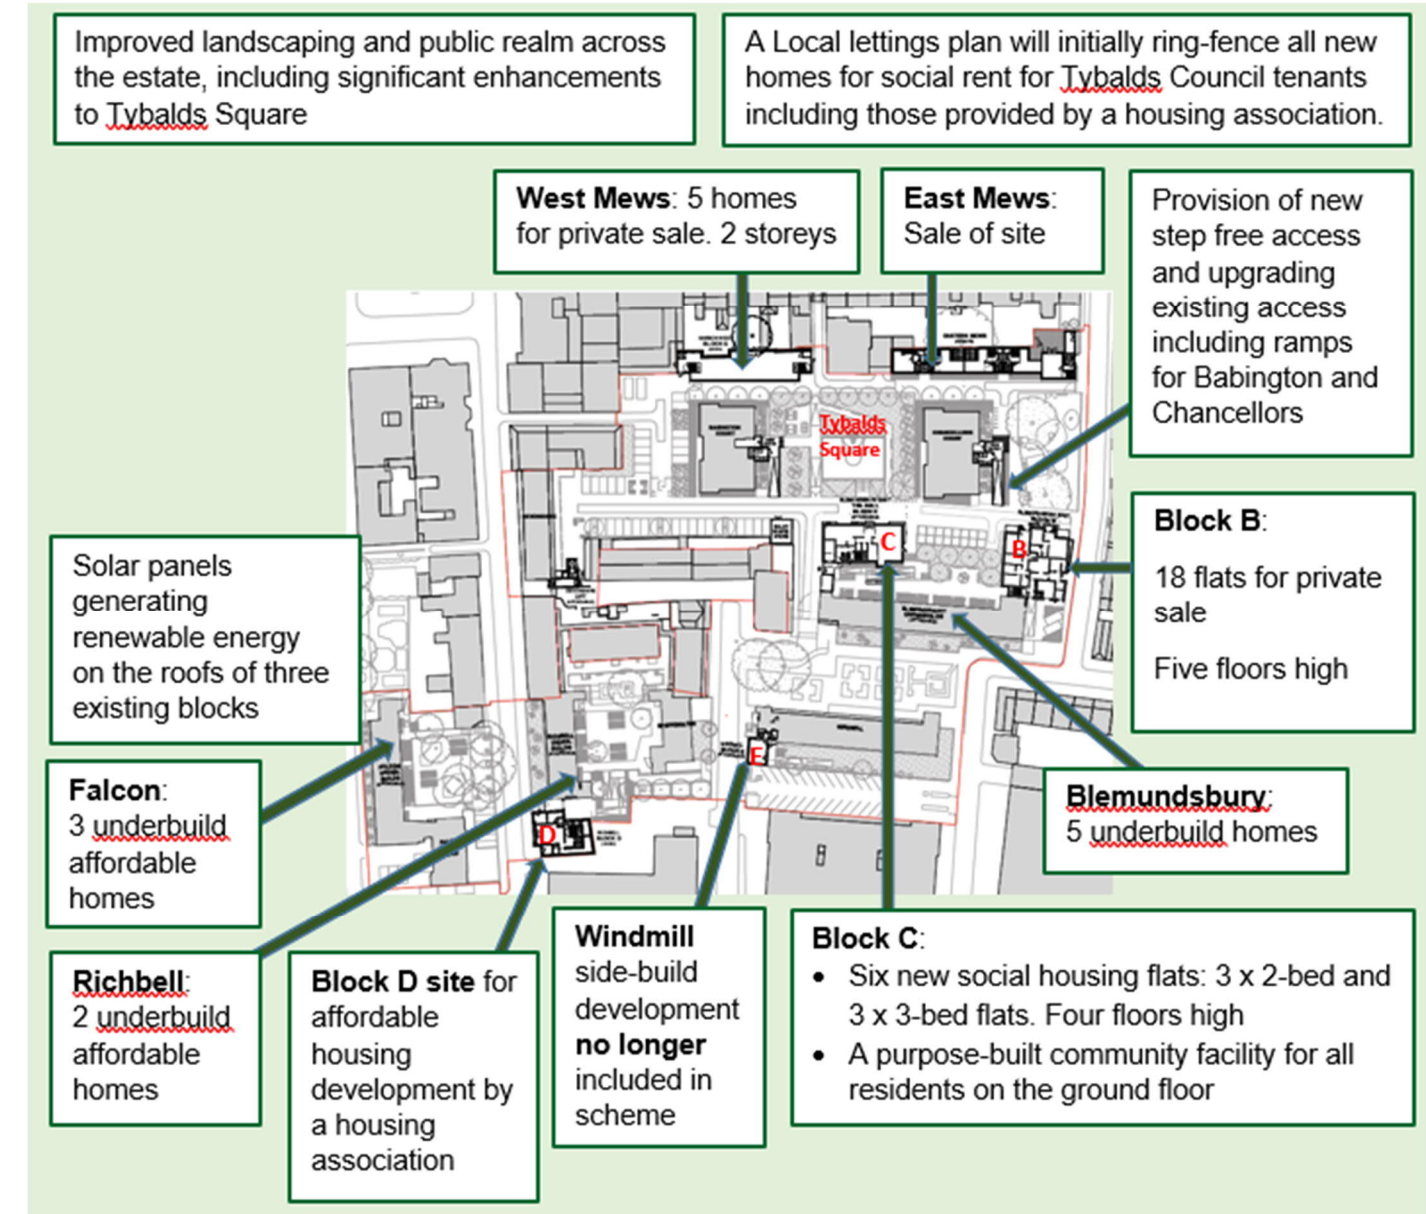 Improved landscaping and public realm across
the estate, including significant enhancements
to Tybalds Square
A Local lettings plan will initially ring-fence all new
homes for social rent for Tybalds Council tenants
including those provided by a housing association.
West Mews: 5 homes
for private sale. 2 storeys
East Mews:
Sale of site
Provision of new
step free access
and upgrading
existing access
including ramps
for Babington and
Chancellors
Tybalds
Square
C
B
Block B:
18 flats for private
sale
Five floors high
Solar panels
generating
renewable energy
on the roofs of three
existing blocks
E
D
Falcon:
3 underbuild
affordable
homes
Blemundsbury:
5 underbuild homes
Richbell:
2 underbuild
affordable
homes
Block D site for
affordable
housing
development by
a housing
association
Windmill
side-build
development
no longer
included in
scheme
Block C:
• Six new social housing flats: 3 x 2-bed and
3 x 3-bed flats. Four floors high
• A purpose-built community facility for all
residents on the ground floor